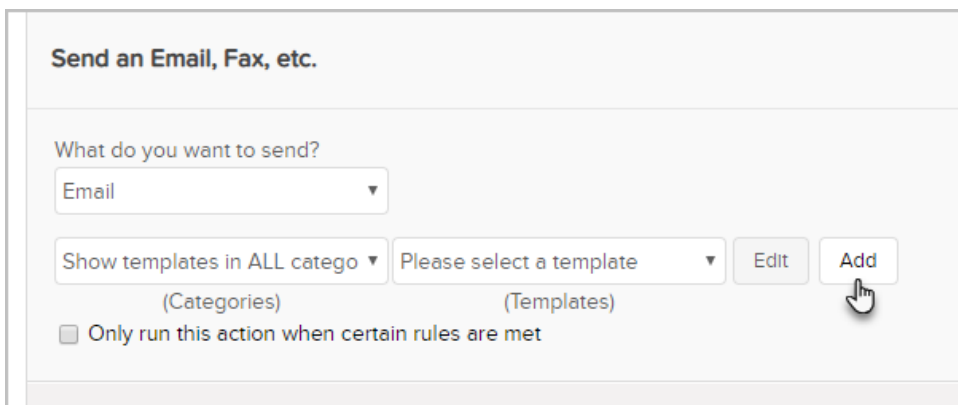 Send an Email, Fax, etc.
What do you want to send?
Email
Show templates in ALL catego Please select a template Edit Add
(Categories) (Templates)
Only run this action when certain rules are met